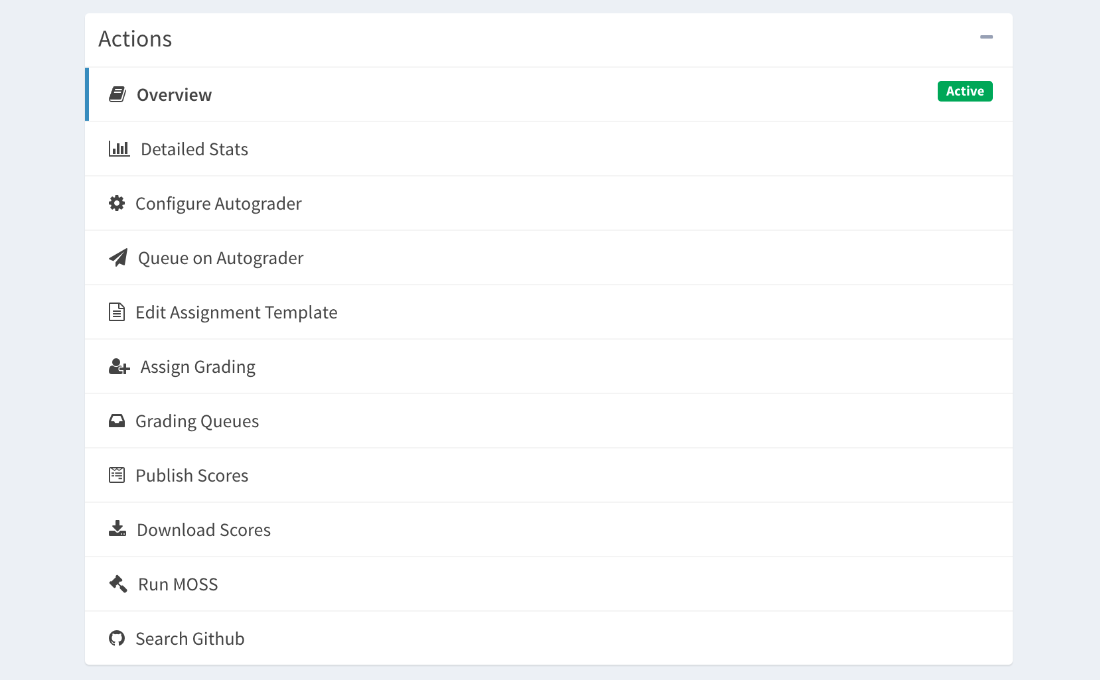 Actions
Overview
Active
Detailed Stats
Configure Autograder
Queue on Autograder
Edit Assignment Template
Assign Grading
Grading Queues
Publish Scores
Download Scores
Run MOSS
Search Github